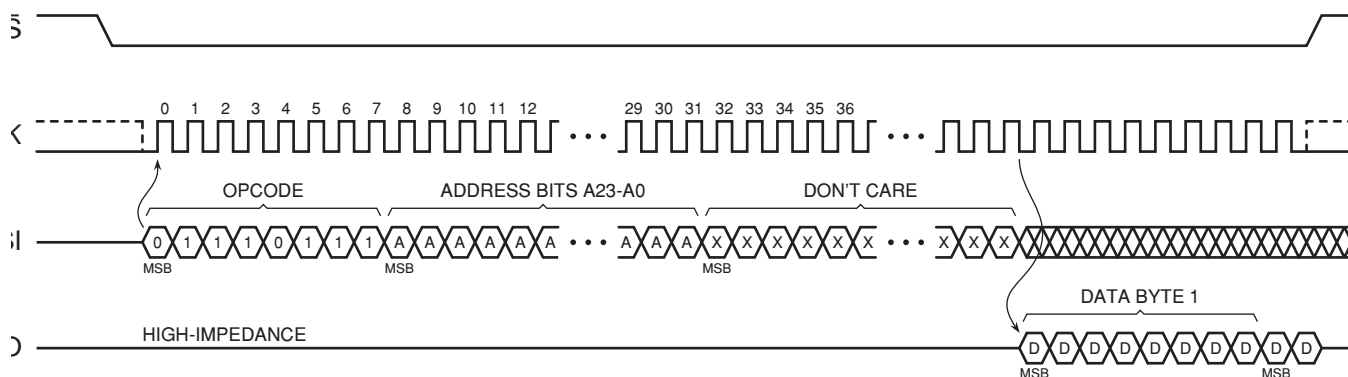 0 1 2 3 4 5 6 7 8 9 10 11 12 29 30 31 32 33 34 35 36
OPCODE ADDRESS BITS A23-A0 DON'T CARE
0 1 1 1 0 1 1 1 A A A A A A A A A X X X X X X X X X
MSB MSB MSB
DATA BYTE 1
HIGH-IMPEDANCE
D D D D D D D D D D
MSB MSB